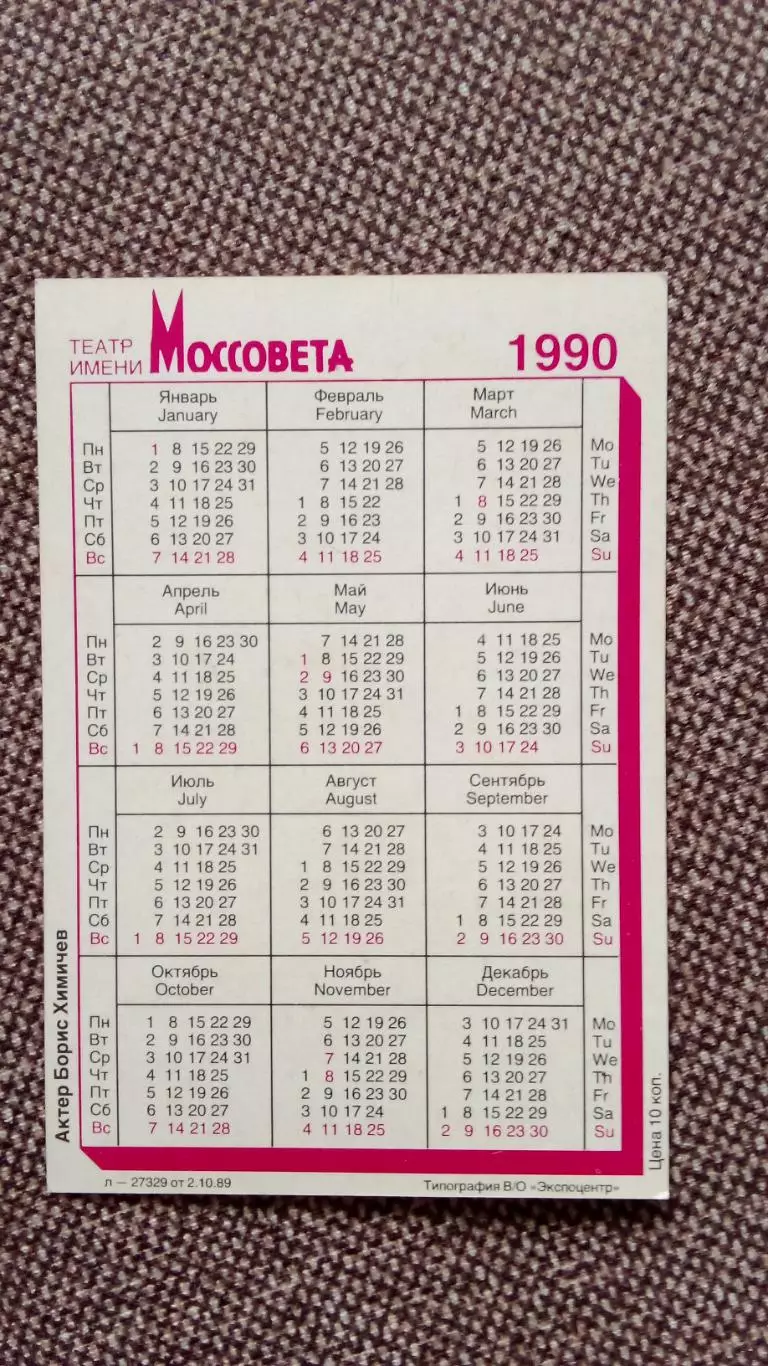 ТЕАТР ИМЕНИ МОССОВЕТА 1990
Январь Февраль Март
January February March
Пн 1 8 15 22 29 5 12 19 26 5 12 19 26 Mo
Вт 2 9 16 23 30 6 13 20 27 6 13 20 27 Tu
Ср 3 10 17 24 31 7 14 21 28 7 14 21 28 We
Чт 4 11 18 25 1 8 15 22 1 8 15 22 29 Th
Пт 5 12 19 26 2 9 16 23 2 9 16 23 30 Fr
Сб 6 13 20 27 3 10 17 24 3 10 17 24 31 Sa
Вс 7 14 21 28 4 11 18 25 4 11 18 25 Su
Апрель Май Июнь
April May June
Пн 2 9 16 23 30 7 14 21 28 4 11 18 25 Mo
Вт 3 10 17 24 1 8 15 22 29 5 12 19 26 Tu
Ср 4 11 18 25 2 9 16 23 30 6 13 20 27 We
Чт 5 12 19 26 3 10 17 24 31 7 14 21 28 Th
Пт 6 13 20 27 4 11 18 25 1 8 15 22 29 Fr
Сб 7 14 21 28 5 12 19 26 2 9 16 23 30 Sa
Вс 1 8 15 22 29 6 13 20 27 3 10 17 24 Su
Июль Август Сентябрь
July August September
Пн 2 9 16 23 30 6 13 20 27 3 10 17 24 Mo
Вт 3 10 17 24 31 7 14 21 28 4 11 18 25 Tu
Ср 4 11 18 25 1 8 15 22 29 5 12 19 26 We
Чт 5 12 19 26 2 9 16 23 30 6 13 20 27 Th
Пт 6 13 20 27 3 10 17 24 31 7 14 21 28 Fr
Сб 7 14 21 28 4 11 18 25 1 8 15 22 29 Sa
Вс 1 8 15 22 29 5 12 19 26 2 9 16 23 30 Su
Октябрь Ноябрь Декабрь
October November December
Пн 1 8 15 22 29 5 12 19 26 3 10 17 24 31 Mo
Вт 2 9 16 23 30 6 13 20 27 4 11 18 25 Tu
Ср 3 10 17 24 31 7 14 21 28 5 12 19 26 We
Чт 4 11 18 25 1 8 15 22 29 6 13 20 27 Th
Пт 5 12 19 26 2 9 16 23 30 7 14 21 28 Fr
Сб 6 13 20 27 3 10 17 24 1 8 15 22 29 Sa
Вс 7 14 21 28 4 11 18 25 2 9 16 23 30 Su
Актер Борис Химичев
Цена 10 коп.
л — 27329 от 2.10.89 Типография В/О «Экспоцентр»